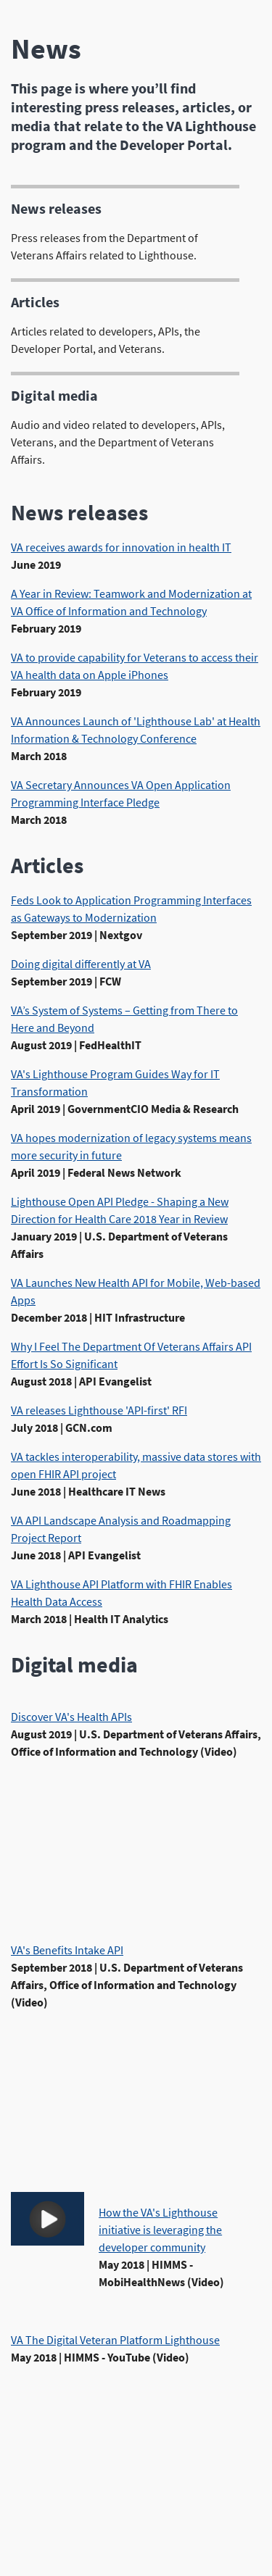 News
This page is where you’ll find
interesting press releases, articles, or
media that relate to the VA Lighthouse
program and the Developer Portal.
News releases
Press releases from the Department of
Veterans Affairs related to Lighthouse.
Articles
Articles related to developers, APIs, the
Developer Portal, and Veterans.
Digital media
Audio and video related to developers, APIs,
Veterans, and the Department of Veterans
Affairs.
News releases
VA receives awards for innovation in health IT
June 2019
A Year in Review: Teamwork and Modernization at
VA Office of Information and Technology
February 2019
VA to provide capability for Veterans to access their
VA health data on Apple iPhones
February 2019
VA Announces Launch of 'Lighthouse Lab' at Health
Information & Technology Conference
March 2018
VA Secretary Announces VA Open Application
Programming Interface Pledge
March 2018
Articles
Feds Look to Application Programming Interfaces
as Gateways to Modernization
September 2019 | Nextgov
Doing digital differently at VA
September 2019 | FCW
VA’s System of Systems – Getting from There to
Here and Beyond
August 2019 | FedHealthIT
VA's Lighthouse Program Guides Way for IT
Transformation
April 2019 | GovernmentCIO Media & Research
VA hopes modernization of legacy systems means
more security in future
April 2019 | Federal News Network
Lighthouse Open API Pledge - Shaping a New
Direction for Health Care 2018 Year in Review
January 2019 | U.S. Department of Veterans
Affairs
VA Launches New Health API for Mobile, Web-based
Apps
December 2018 | HIT Infrastructure
Why I Feel The Department Of Veterans Affairs API
Effort Is So Significant
August 2018 | API Evangelist
VA releases Lighthouse 'API-first' RFI
July 2018 | GCN.com
VA tackles interoperability, massive data stores with
open FHIR API project
June 2018 | Healthcare IT News
VA API Landscape Analysis and Roadmapping
Project Report
June 2018 | API Evangelist
VA Lighthouse API Platform with FHIR Enables
Health Data Access
March 2018 | Health IT Analytics
Digital media
Discover VA's Health APIs
August 2019 | U.S. Department of Veterans Affairs,
Office of Information and Technology (Video)
VA's Benefits Intake API
September 2018 | U.S. Department of Veterans
Affairs, Office of Information and Technology
(Video)
How the VA's Lighthouse
initiative is leveraging the
developer community
May 2018 | HIMMS -
MobiHealthNews (Video)
VA The Digital Veteran Platform Lighthouse
May 2018 | HIMMS - YouTube (Video)